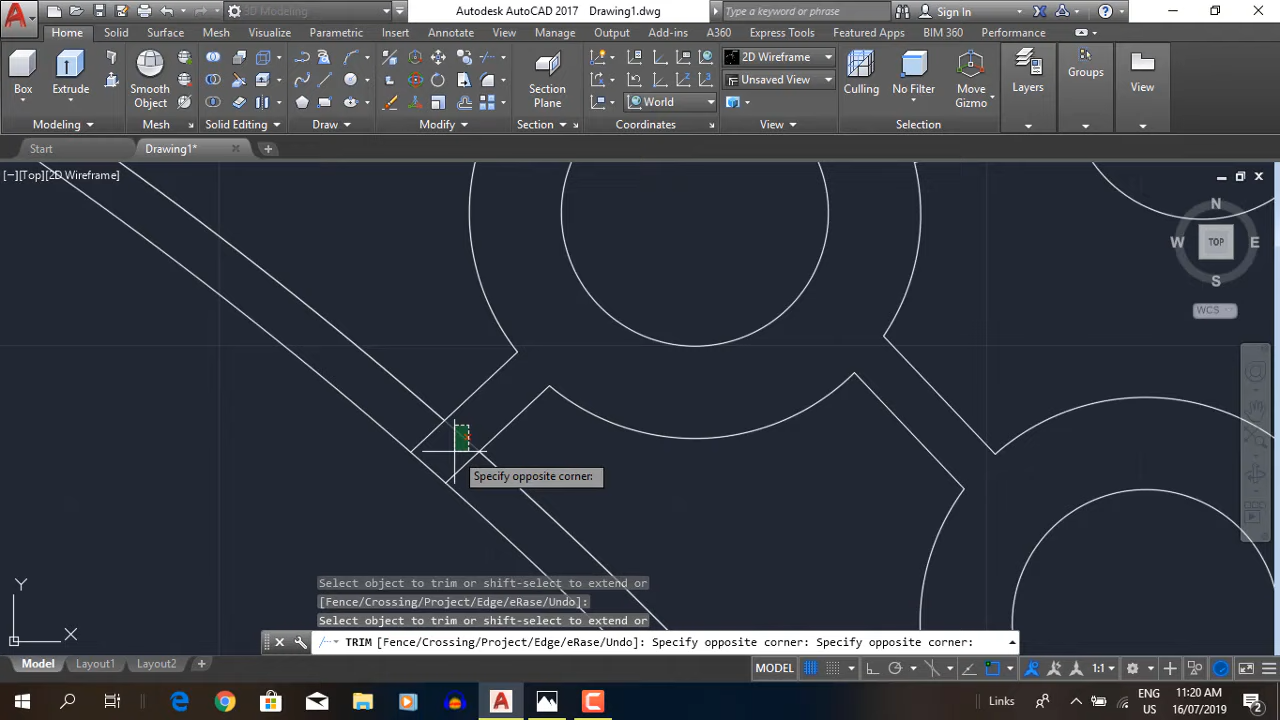 3D Modeling
Autodesk AutoCAD 2017 Drawing1.dwg
Type a keyword or phrase
Sign In
Home Solid Surface Mesh Visualize Parametric Insert Annotate View Manage Output Add-ins A360 Express Tools Featured Apps BIM 360 Performance
Box
Extrude
Smooth Object
Section Plane
2D Wireframe
Unsaved View
World
Culling
No Filter
Move Gizmo
Layers
Groups
View
Modeling Mesh Solid Editing Draw Modify Section Coordinates View Selection
Start Drawing1*
[−][Top][2D Wireframe]
N
W TOP E
S
WCS
Specify opposite corner:
Select object to trim or shift-select to extend or
[Fence/Crossing/Project/Edge/eRase/Undo]:
Select object to trim or shift-select to extend or
TRIM [Fence/Crossing/Project/Edge/eRase/Undo]: Specify opposite corner: Specify opposite corner:
Y
X
Model Layout1 Layout2
MODEL
1:1
Links
ENG
US
11:20 AM
16/07/2019
2